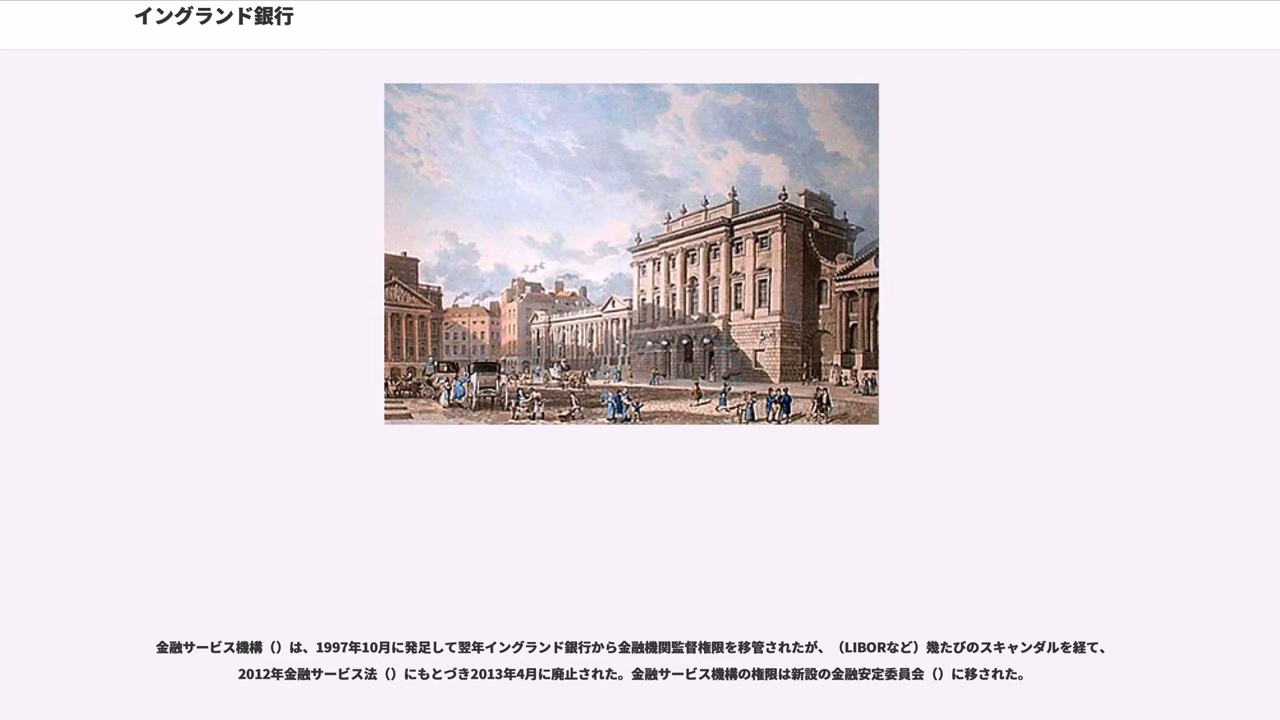 イングランド銀行
金融サービス機構（）は、1997年10月に発足して翌年イングランド銀行から金融機関監督権限を移管されたが、（LIBORなど）幾たびのスキャンダルを経て、
2012年金融サービス法（）にもとづき2013年4月に廃止された。金融サービス機構の権限は新設の金融安定委員会（）に移された。